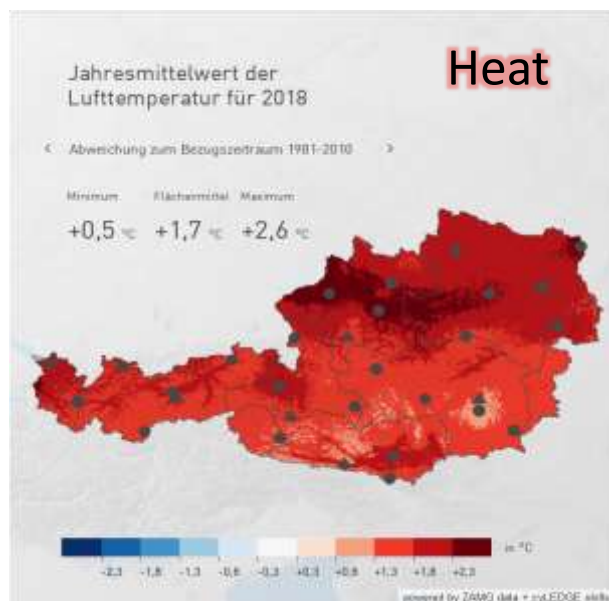 Heat
Jahresmittelwert der
Lufttemperatur für 2018
< Abweichung zum Bezugszeitraum 1981-2010 >
Minimum Flächenmittel Maximum
+0,5 °C +1,7 °C +2,6 °C
-2,3 -1,8 -1,3 -0,8 -0,3 +0,3 +0,8 +1,3 +1,8 +2,3 in °C
powered by ZAMG data +